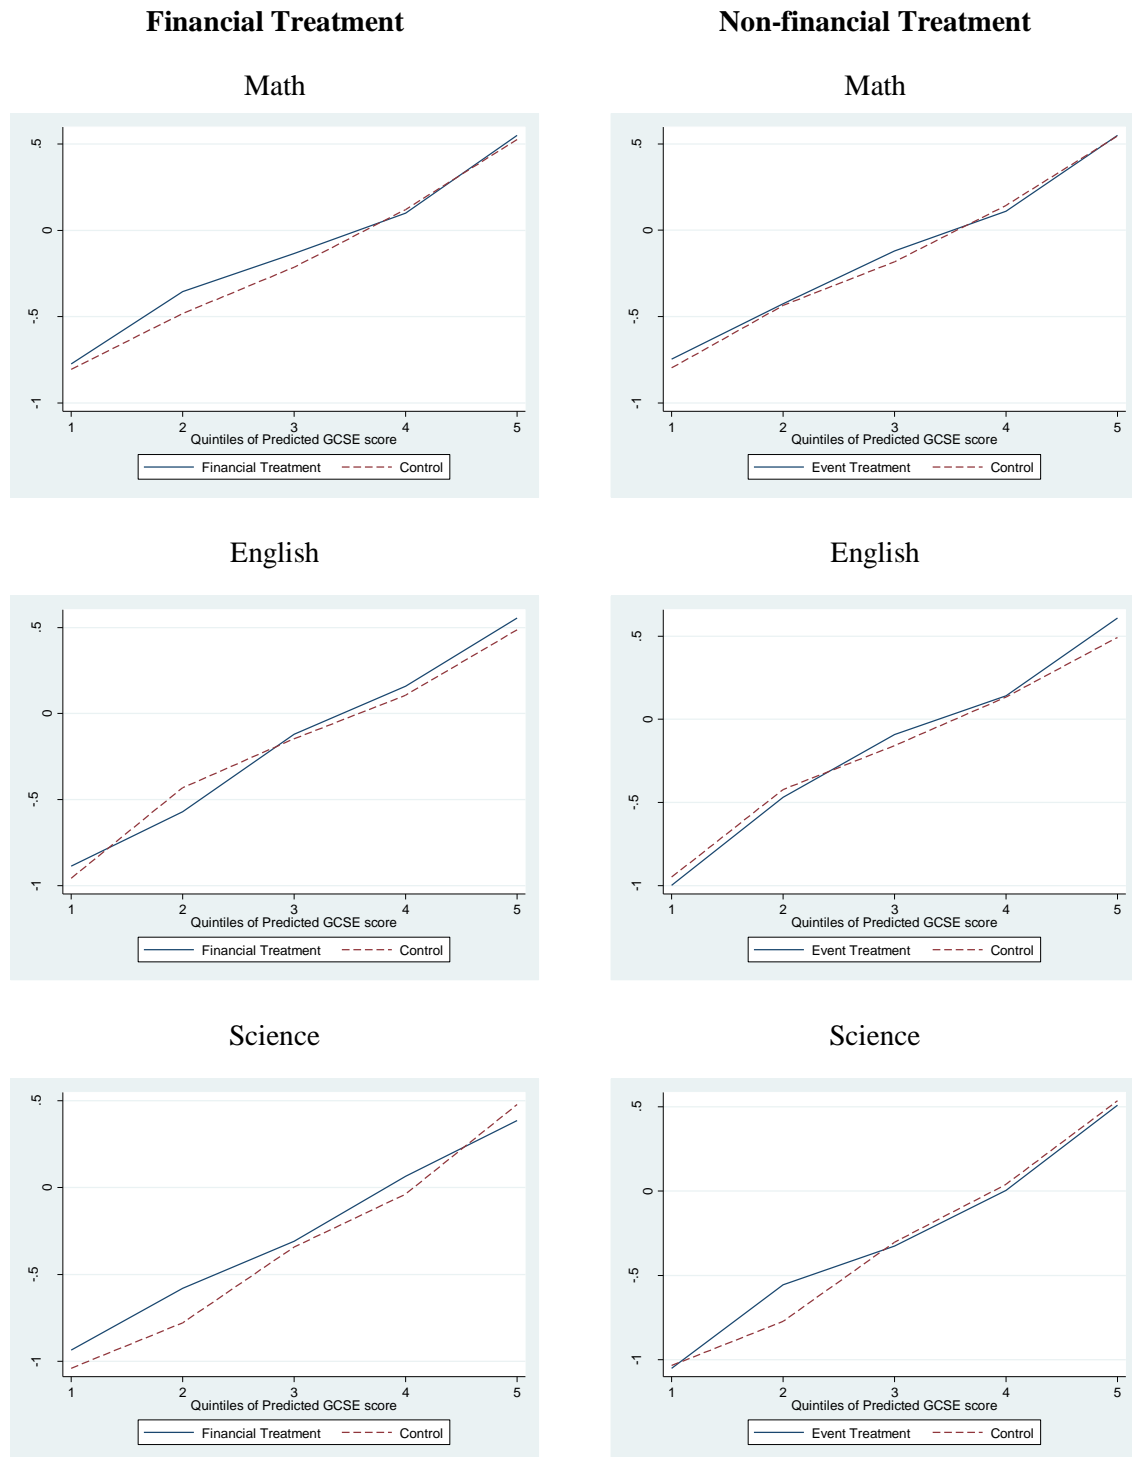 Financial Treatment
Non-financial Treatment
Math
Math
.5
0
-.5
-1
1 2 3 4 5
Quintiles of Predicted GCSE score
Financial Treatment Control
.5
0
-.5
-1
1 2 3 4 5
Quintiles of Predicted GCSE score
Event Treatment Control
English
English
.5
0
-.5
-1
1 2 3 4 5
Quintiles of Predicted GCSE score
Financial Treatment Control
.5
0
-.5
-1
1 2 3 4 5
Quintiles of Predicted GCSE score
Event Treatment Control
Science
Science
.5
0
-.5
-1
1 2 3 4 5
Quintiles of Predicted GCSE score
Financial Treatment Control
.5
0
-.5
-1
1 2 3 4 5
Quintiles of Predicted GCSE score
Event Treatment Control